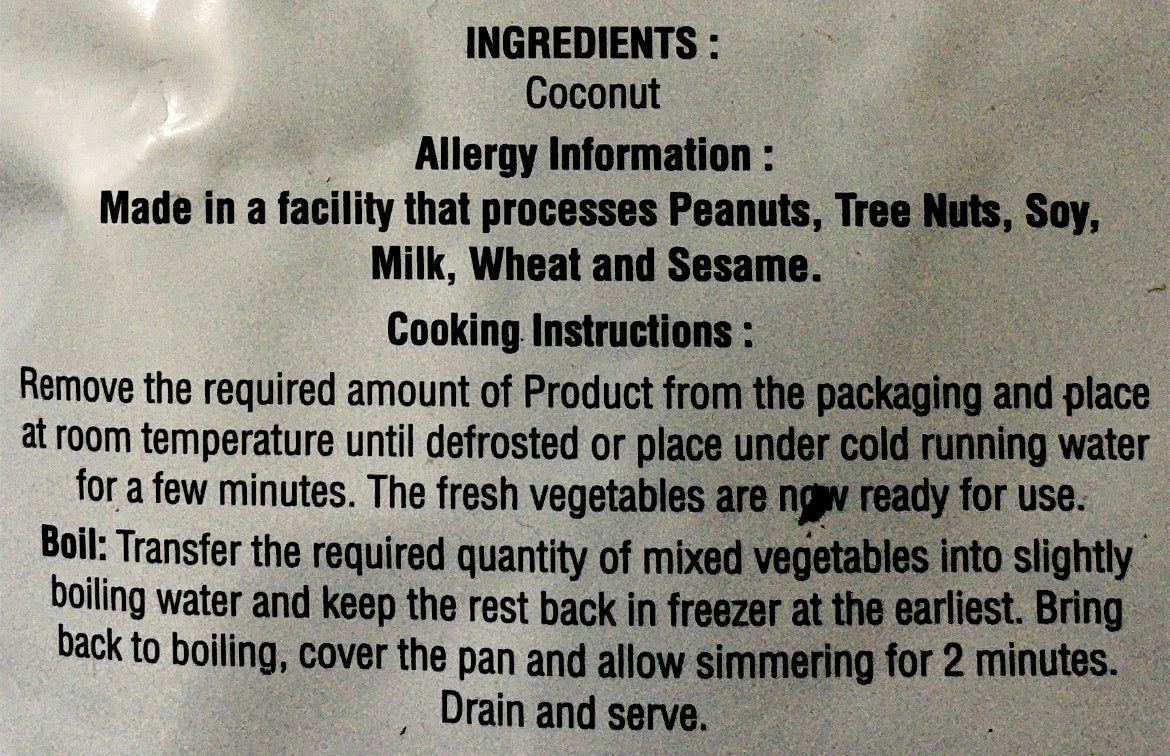 INGREDIENTS :
Coconut
Allergy Information :
Made in a facility that processes Peanuts, Tree Nuts, Soy,
Milk, Wheat and Sesame.
Cooking Instructions :
Remove the required amount of Product from the packaging and place
at room temperature until defrosted or place under cold running water
for a few minutes. The fresh vegetables are now ready for use.
Boil: Transfer the required quantity of mixed vegetables into slightly
boiling water and keep the rest back in freezer at the earliest. Bring
back to boiling, cover the pan and allow simmering for 2 minutes.
Drain and serve.